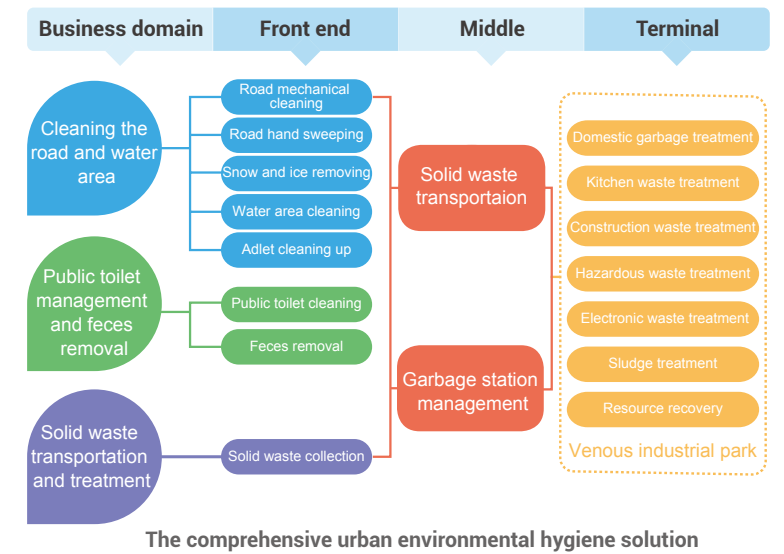 Business domain
Front end
Middle
Terminal
Cleaning the
road and water
area
Road mechanical
cleaning
Road hand sweeping
Snow and ice removing
Water area cleaning
Adlet cleaning up
Public toilet
management
and feces
removal
Public toilet cleaning
Feces removal
Solid waste
transportation
and treatment
Solid waste collection
Solid waste
transportaion
Garbage station
management
Domestic garbage treatment
Kitchen waste treatment
Construction waste treatment
Hazardous waste treatment
Electronic waste treatment
Sludge treatment
Resource recovery
Venous industrial park
The comprehensive urban environmental hygiene solution